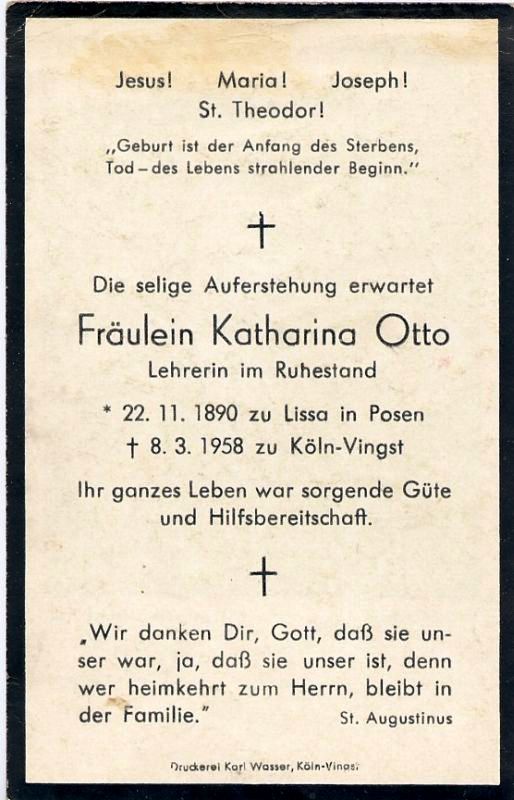 Jesus! Maria! Joseph!
St. Theodor!
„Geburt ist der Anfang des Sterbens,
Tod – des Lebens strahlender Beginn."
Die selige Auferstehung erwartet
Fräulein Katharina Otto
Lehrerin im Ruhestand
* 22. 11. 1890 zu Lissa in Posen
† 8. 3. 1958 zu Köln-Vingst
Ihr ganzes Leben war sorgende Güte
und Hilfsbereitschaft.
„Wir danken Dir, Gott, daß sie un-
ser war, ja, daß sie unser ist, denn
wer heimkehrt zum Herrn, bleibt in
der Familie." St. Augustinus
Druckerei Karl Wasser, Köln-Vingst